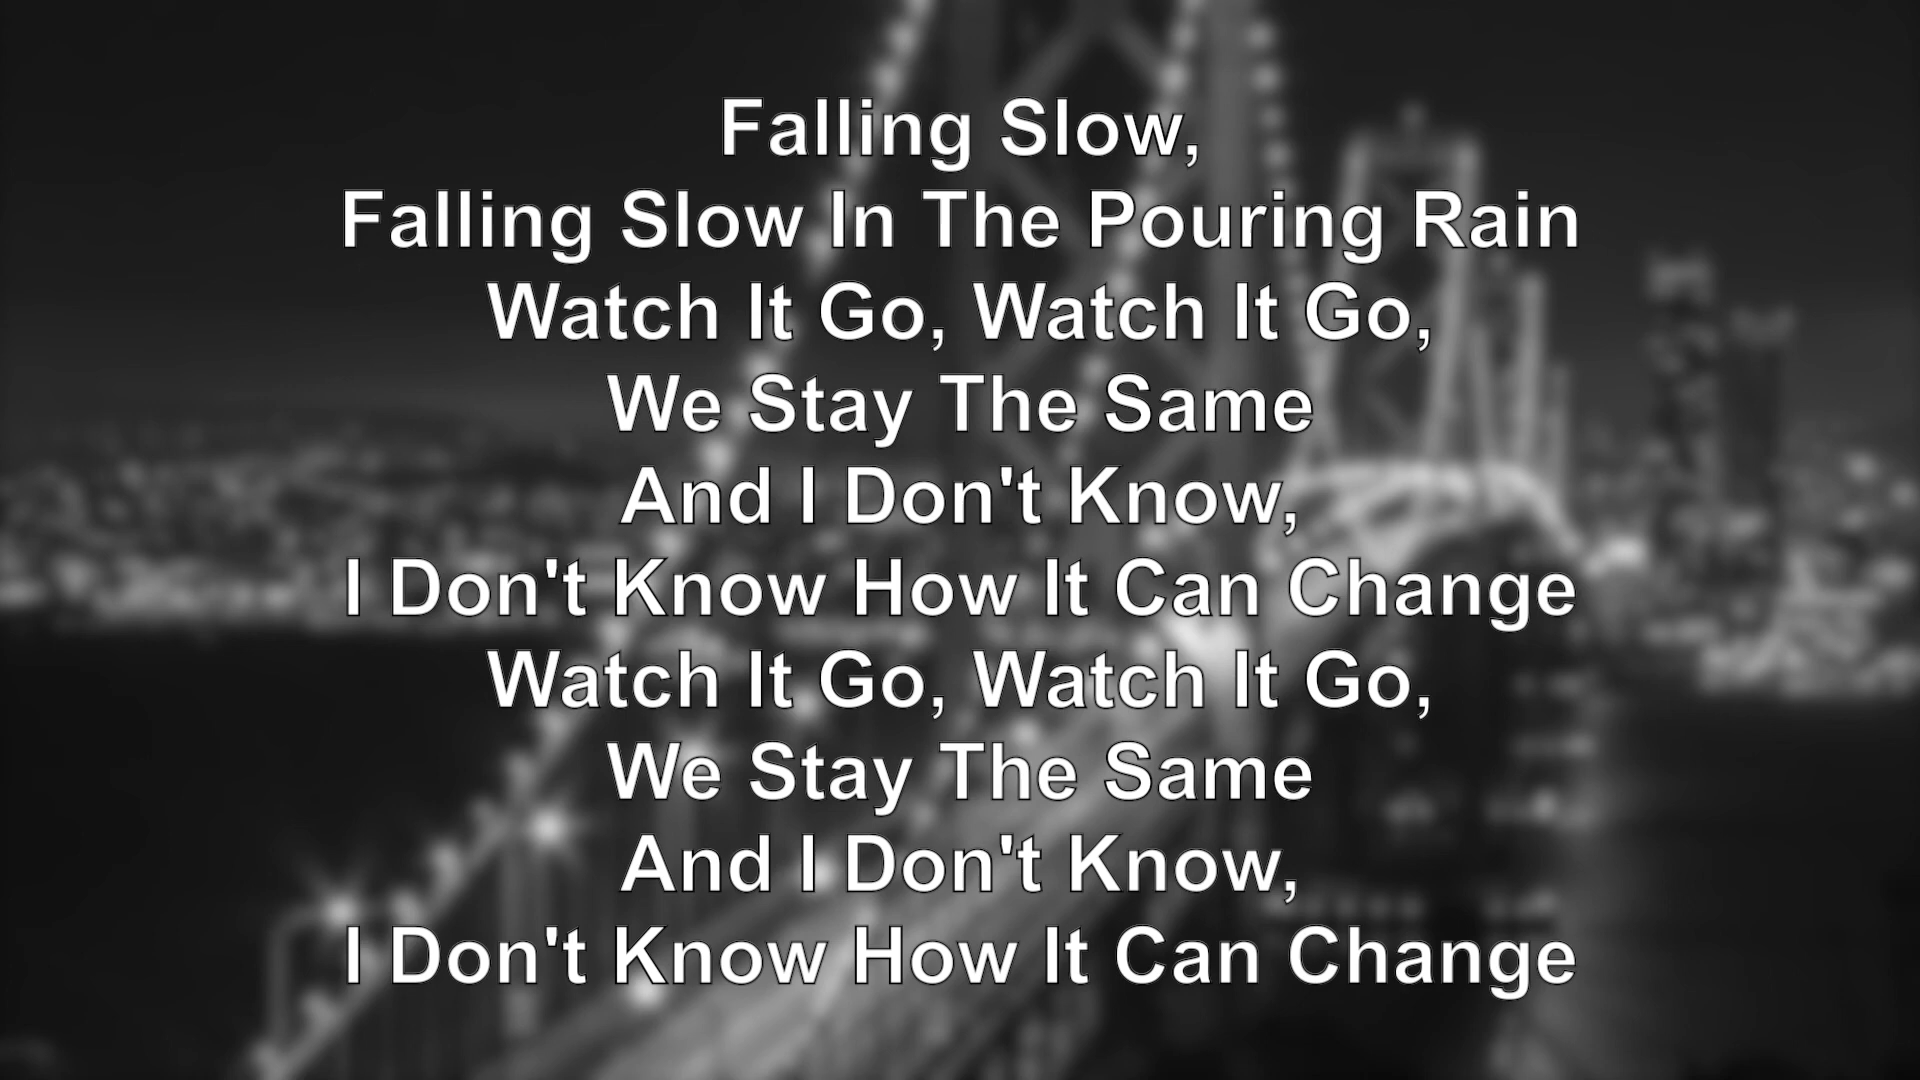 Falling Slow,
Falling Slow In The Pouring Rain
Watch It Go, Watch It Go,
We Stay The Same
And I Don't Know,
I Don't Know How It Can Change
Watch It Go, Watch It Go,
We Stay The Same
And I Don't Know,
I Don't Know How It Can Change